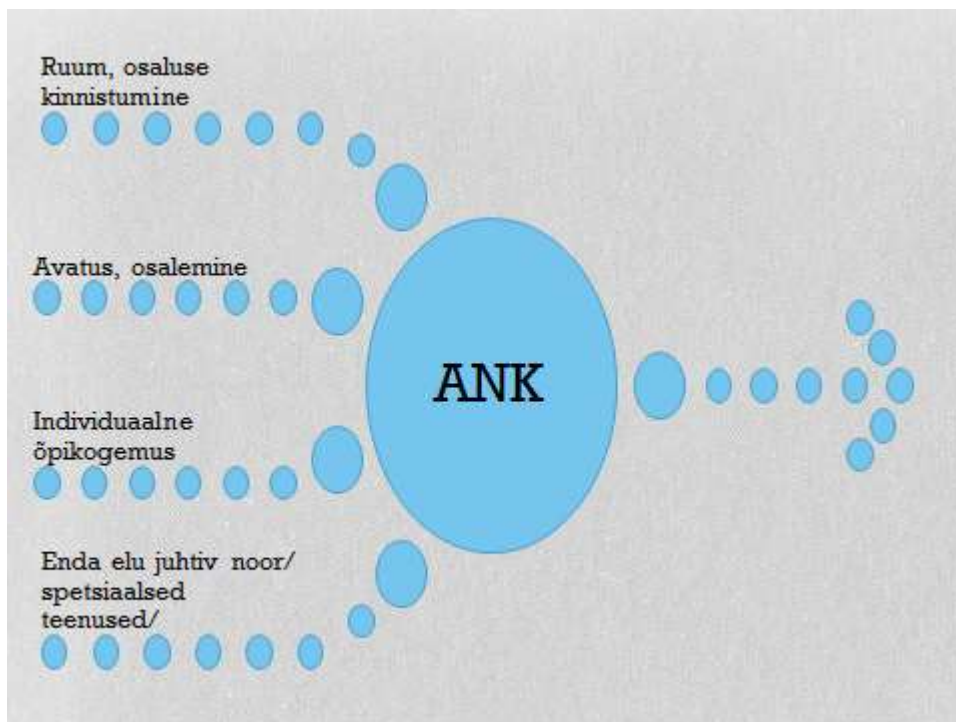 Ruum, osaluse
kinnistumine
Avatus, osalemine
ANK
Individuaalne
õpikogemus
Enda elu juhtiv noor/
spetsiaalsed
teenused/